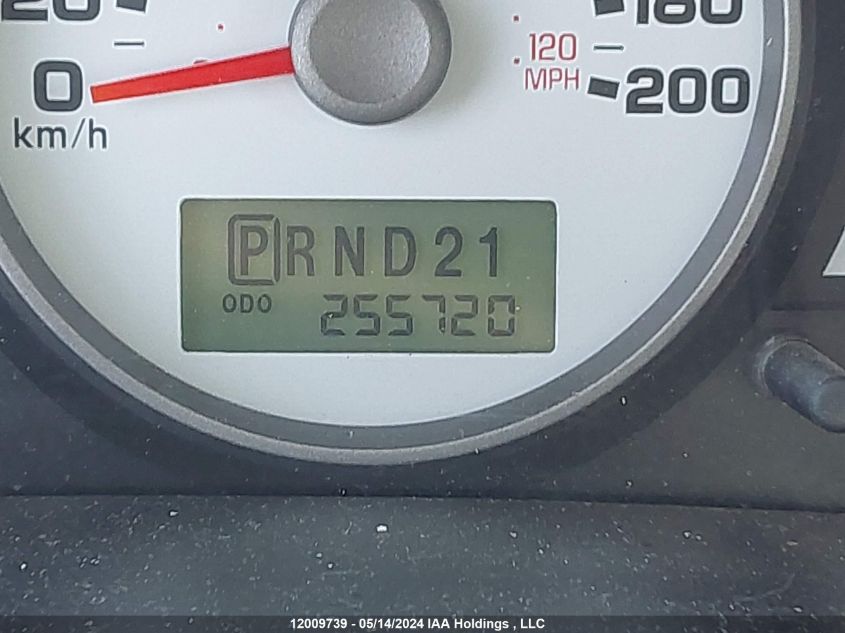 20 180
0 120 200
km/h MPH
PRND21
ODO 255720
12009739 - 05/14/2024 IAA Holdings , LLC